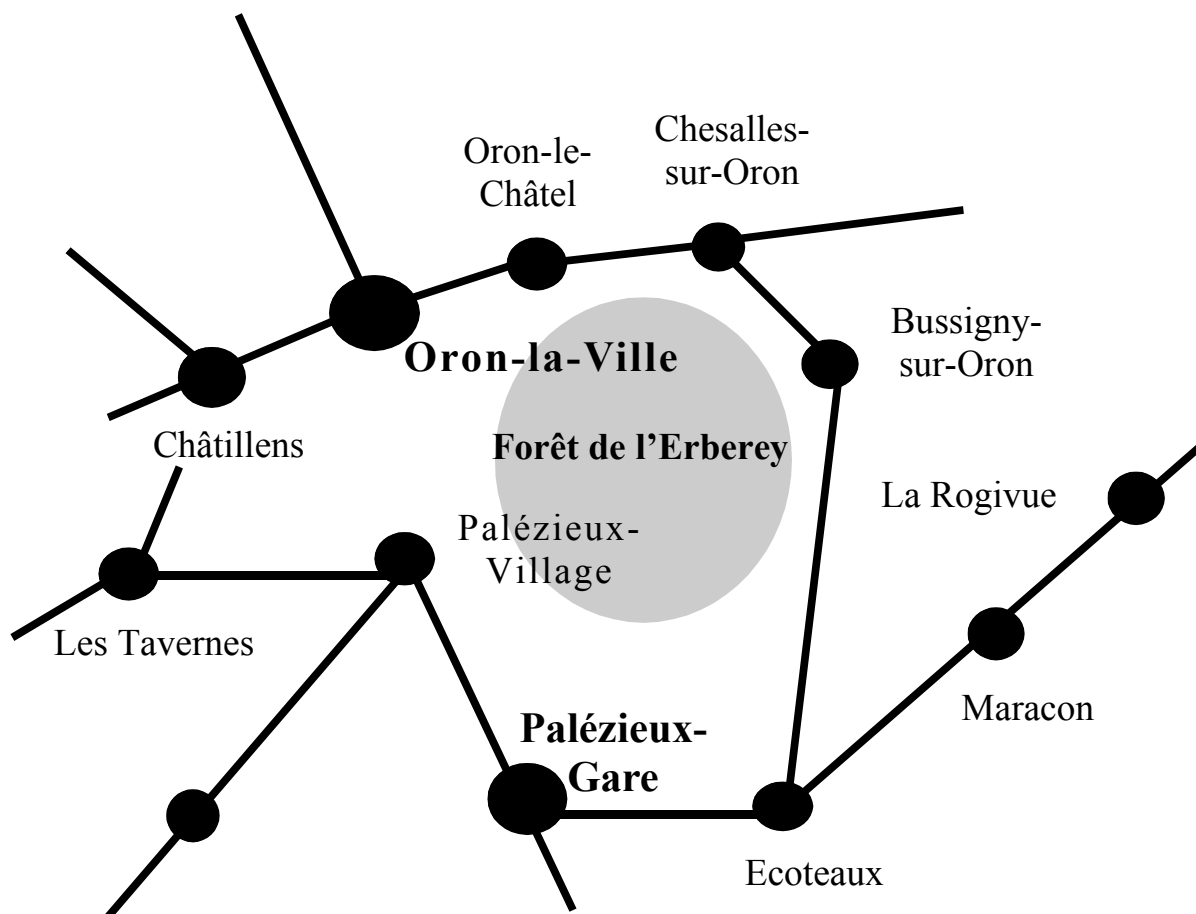 Chesalles-
sur-Oron
Oron-le-
Châtel
Bussigny-
sur-Oron
Oron-la-Ville
Châtillens
Forêt de l’Erberey
La Rogivue
Palézieux-
Village
Les Tavernes
Maracon
Palézieux-
Gare
Ecoteaux